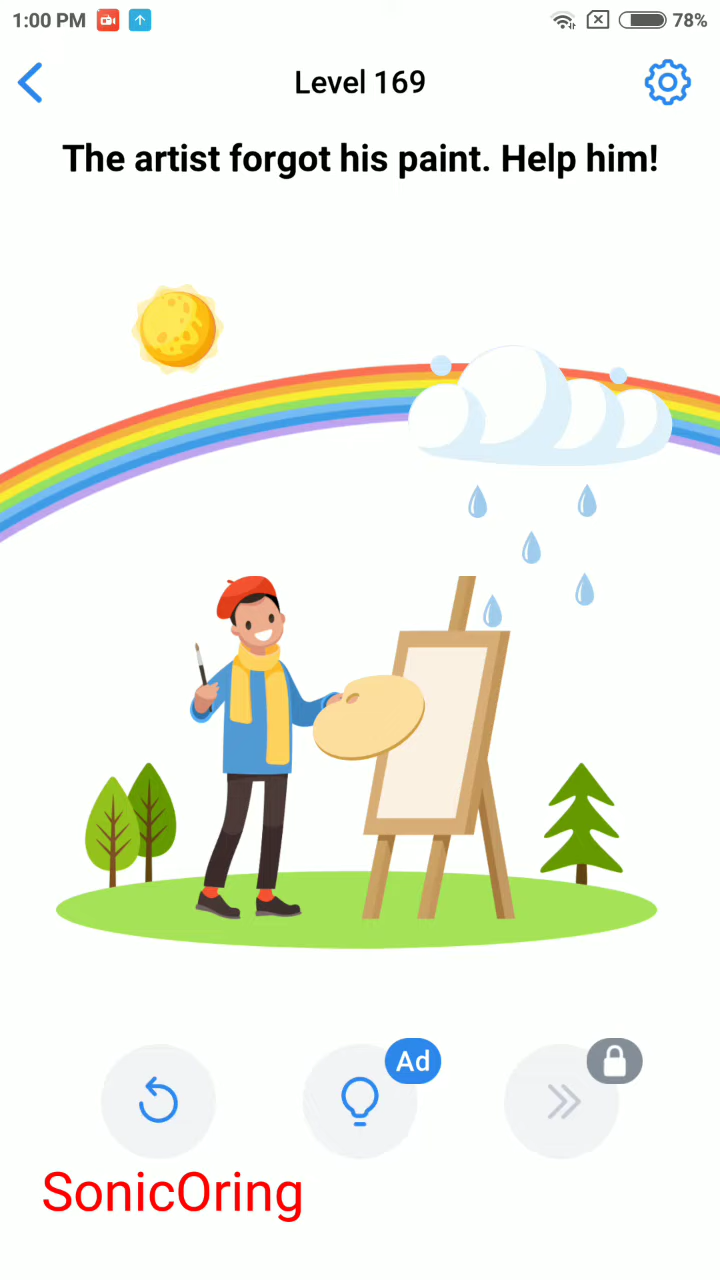 1:00 PM 78%
Level 169
The artist forgot his paint. Help him!
Ad
SonicOring